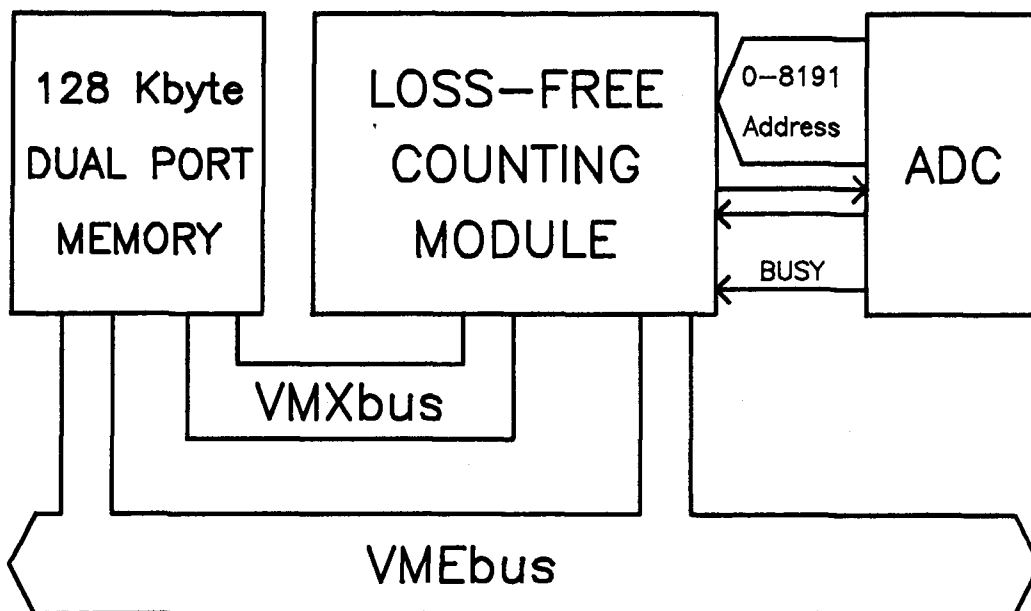 128 Kbyte
DUAL PORT
MEMORY
LOSS-FREE
COUNTING
MODULE
0-8191
Address
BUSY
ADC
VMXbus
VMEbus